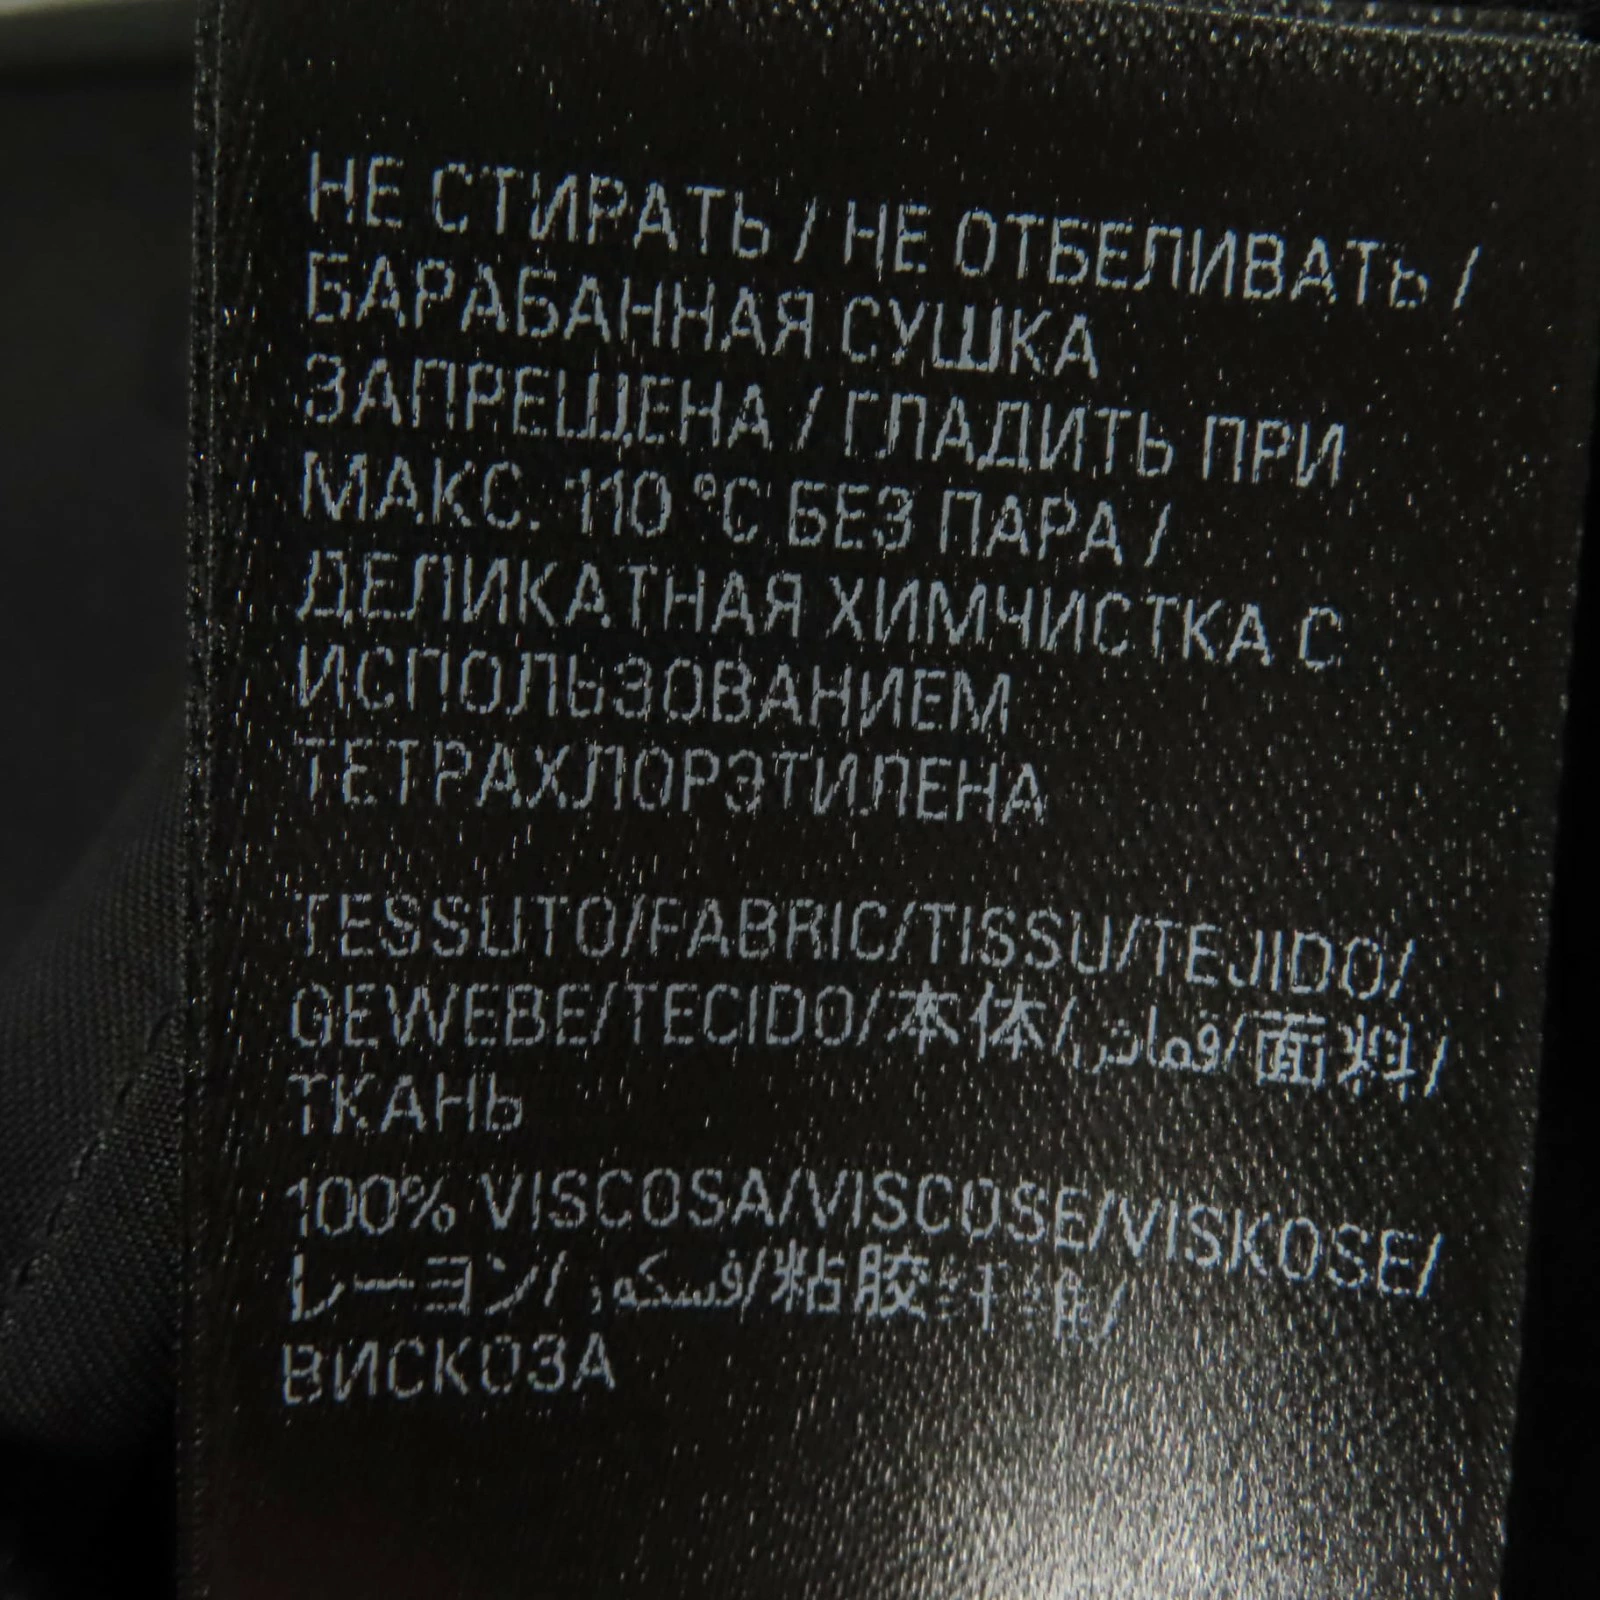 НЕ СТИРАТЬ / НЕ ОТБЕЛИВАТЬ /
БАРАБАННАЯ СУШКА
ЗАПРЕЩЕНА / ГЛАДИТЬ ПРИ
МАКС. 110 °C БЕЗ ПАРА /
ДЕЛИКАТНАЯ ХИМЧИСТКА С
ИСПОЛЬЗОВАНИЕМ
ТЕТРАХЛОРЭТИЛЕНА
TESSUTO/FABRIC/TISSU/TEJIDO/
GEWEBE/TECIDO/本体/قماش/面料/
ТКАНЬ
100% VISCOSA/VISCOSE/VISKOSE/
レーヨン/فسكوز/粘胶纤维/
ВИСКОЗА